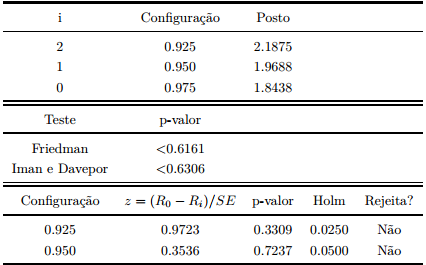 i Configuração Posto
2 0.925 2.1875
1 0.950 1.9688
0 0.975 1.8438
Teste p-valor
Friedman <0.6161
Iman e Davepor <0.6306
Configuração z = (R₀ − Rᵢ)/SE p-valor Holm Rejeita?
0.925 0.9723 0.3309 0.0250 Não
0.950 0.3536 0.7237 0.0500 Não